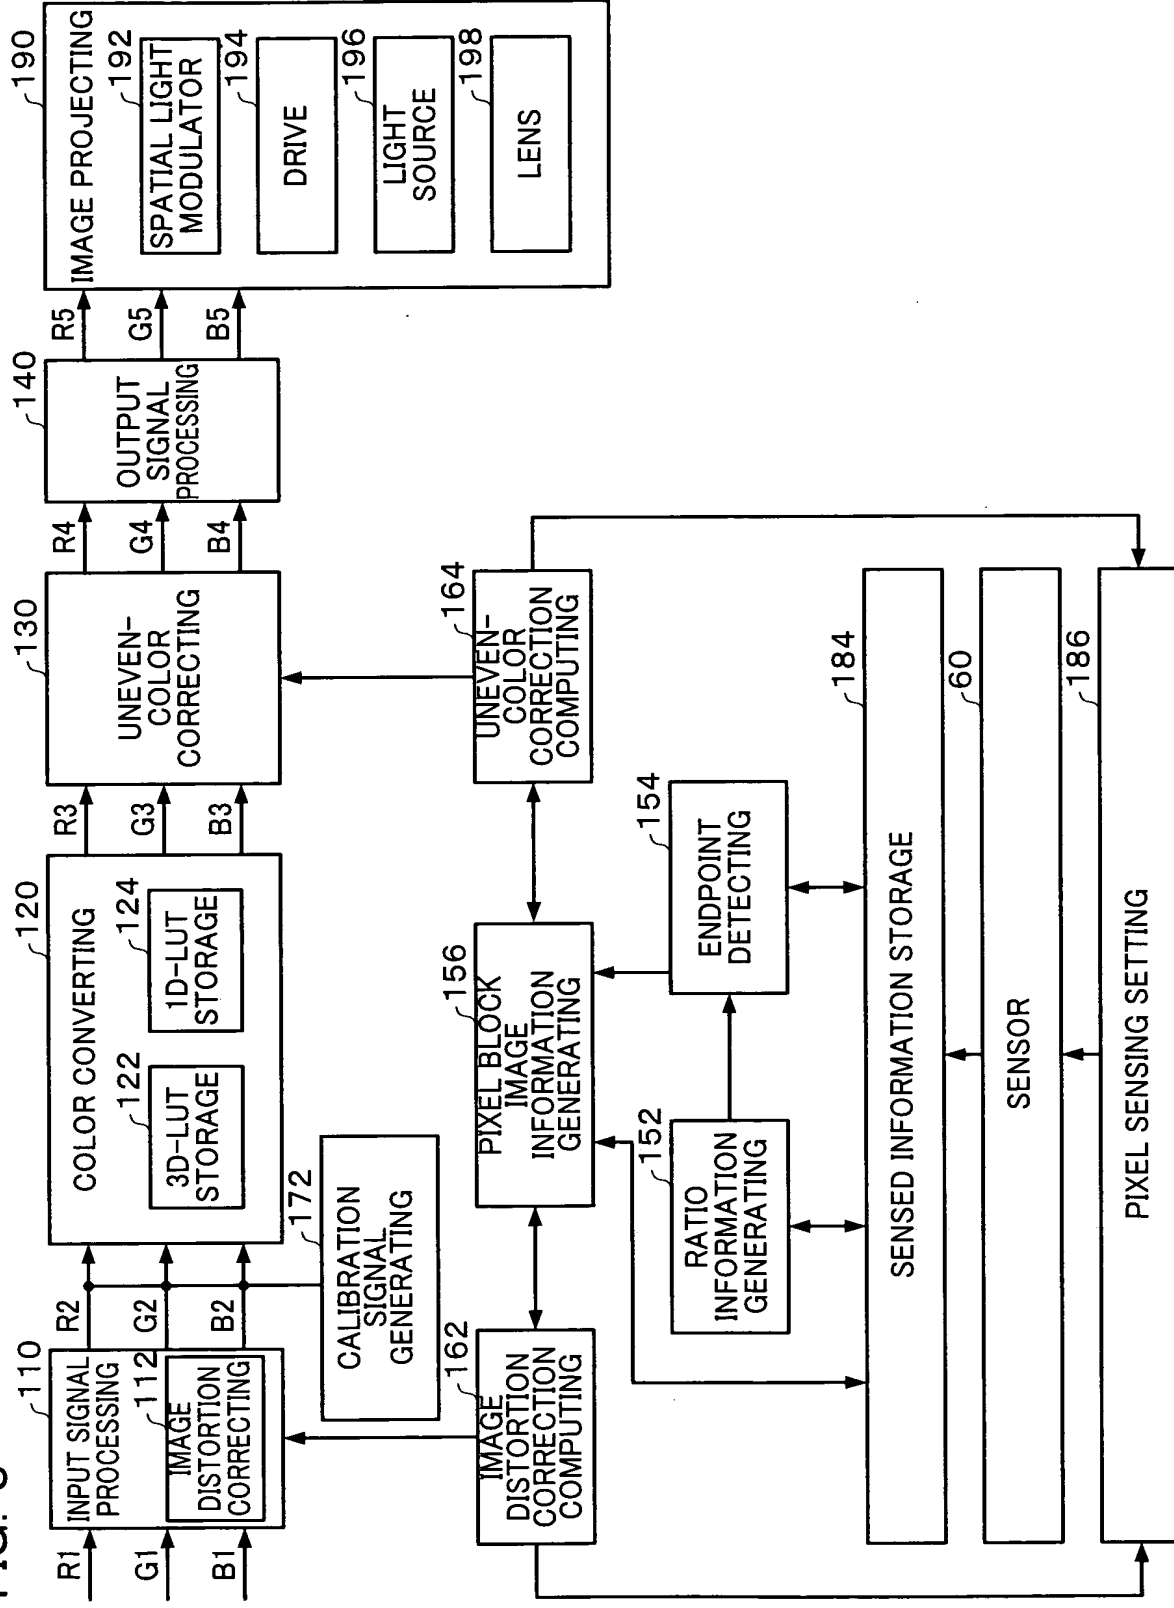 R1
G1
B1
110
INPUT SIGNAL
PROCESSING
112
IMAGE
DISTORTION
CORRECTING
R2
G2
B2
120
COLOR CONVERTING
122
3D-LUT
STORAGE
124
1D-LUT
STORAGE
R3
G3
B3
130
UNEVEN-
COLOR
CORRECTING
R4
G4
B4
140
OUTPUT
SIGNAL
PROCESSING
R5
G5
B5
190
IMAGE PROJECTING
192
SPATIAL LIGHT
MODULATOR
194
DRIVE
196
LIGHT
SOURCE
198
LENS
172
CALIBRATION
SIGNAL
GENERATING
162
IMAGE
DISTORTION
CORRECTION
COMPUTING
156
PIXEL BLOCK
IMAGE
INFORMATION
GENERATING
164
UNEVEN-
COLOR
CORRECTION
COMPUTING
152
RATIO
INFORMATION
GENERATING
154
ENDPOINT
DETECTING
184
SENSED INFORMATION STORAGE
60
SENSOR
186
PIXEL SENSING SETTING